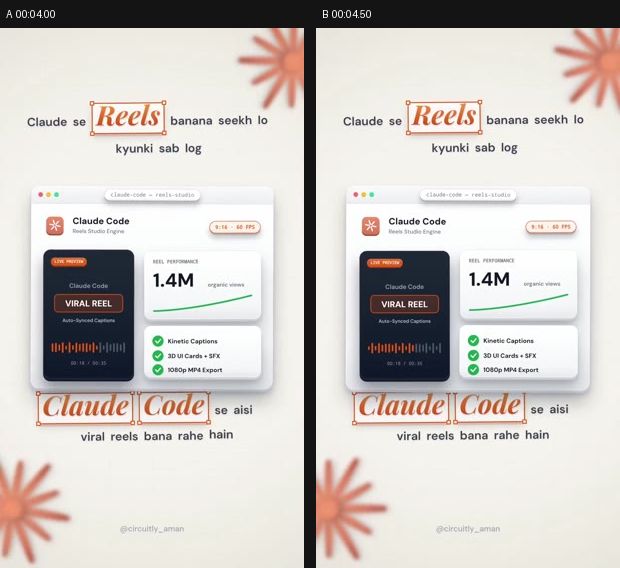 A 00:04.00
Claude se Reels banana seekh lo
kyunki sab log
claude-code — reels-studio
Claude Code
Reels Studio Engine
9:16 · 60 FPS
LIVE PREVIEW
Claude Code
VIRAL REEL
Auto-Synced Captions
00:18 / 00:35
REEL PERFORMANCE
1.4M organic views
Kinetic Captions
3D UI Cards + SFX
1080p MP4 Export
Claude Code se aisi
viral reels bana rahe hain
@circuitly_aman
B 00:04.50
Claude se Reels banana seekh lo
kyunki sab log
claude-code — reels-studio
Claude Code
Reels Studio Engine
9:16 · 60 FPS
LIVE PREVIEW
Claude Code
VIRAL REEL
Auto-Synced Captions
00:18 / 00:35
REEL PERFORMANCE
1.4M organic views
Kinetic Captions
3D UI Cards + SFX
1080p MP4 Export
Claude Code se aisi
viral reels bana rahe hain
@circuitly_aman